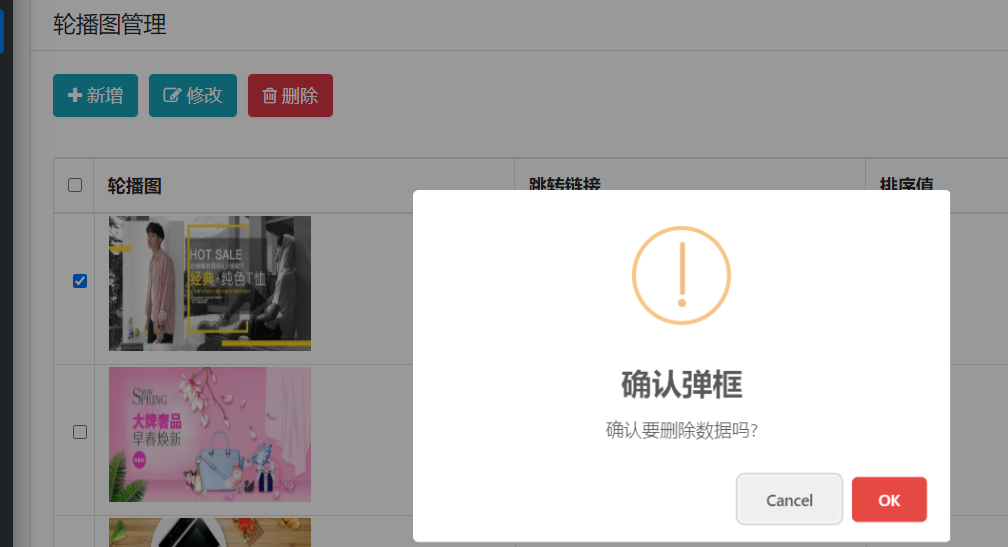 轮播图管理
新增
修改
删除
轮播图
跳转链接
排序值
HOT SALE
经典·纯色T恤
NEW
SPRING
大牌奢品
早春焕新
确认弹框
确认要删除数据吗?
Cancel
OK